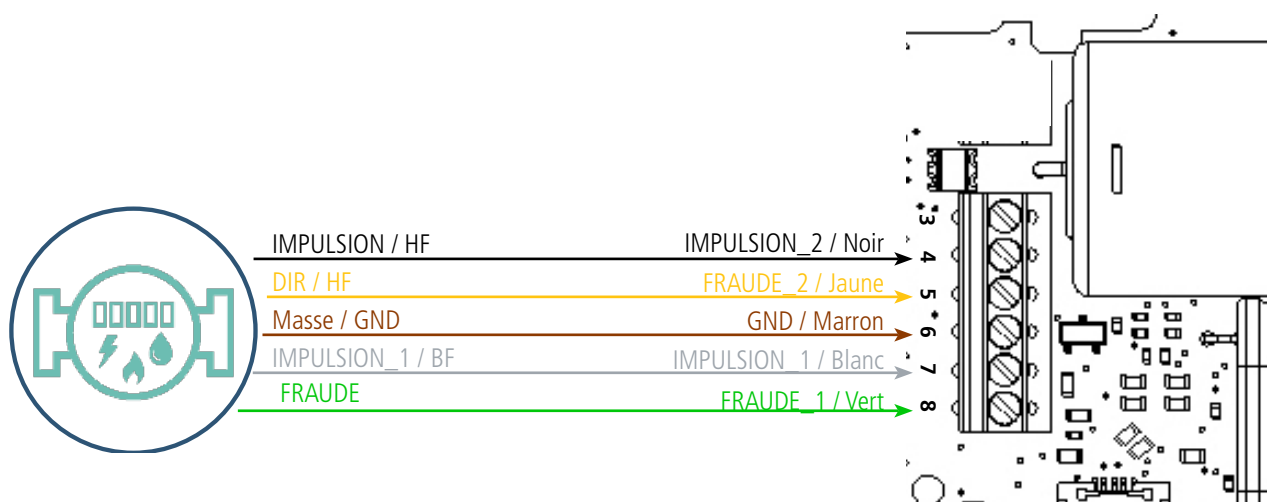 3
IMPULSION / HF IMPULSION_2 / Noir 4
DIR / HF FRAUDE_2 / Jaune 5
Masse / GND GND / Marron 6
IMPULSION_1 / BF IMPULSION_1 / Blanc 7
FRAUDE FRAUDE_1 / Vert 8